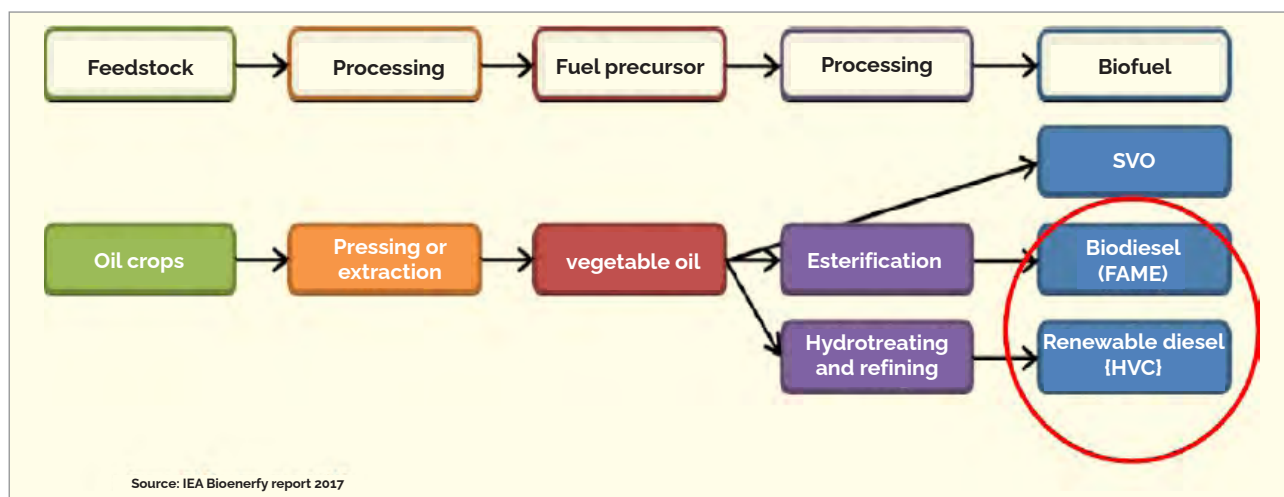 Feedstock
Processing
Fuel precursor
Processing
Biofuel
SVO
Oil crops
Pressing or
extraction
vegetable oil
Esterification
Biodiesel
(FAME)
Hydrotreating
and refining
Renewable diesel
{HVC}
Source: IEA Bioenerfy report 2017